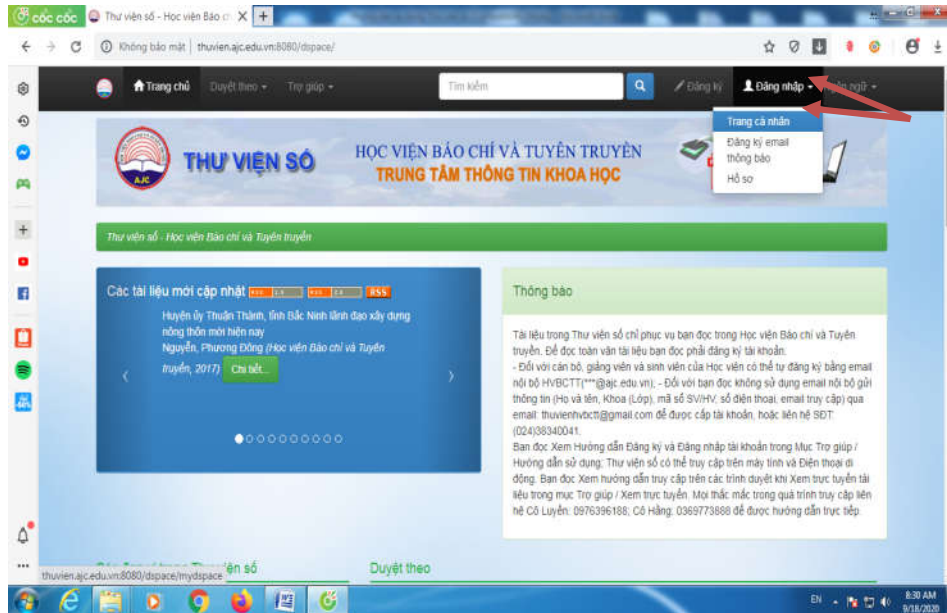 cốc cốc
Thư viện số - Học viện Báo c
Không bảo mật | thuvien.ajc.edu.vn:8080/dspace/
Trang chủ Duyệt theo Trợ giúp Tìm kiếm Đăng ký Đăng nhập ngôn ngữ
Trang cá nhân
Đăng ký email
thông báo
Hồ sơ
AJC
THƯ VIỆN SỐ
HỌC VIỆN BÁO CHÍ VÀ TUYÊN TRUYỀN
TRUNG TÂM THÔNG TIN KHOA HỌC
Thư viện số - Học viện Báo chí và Tuyên truyền
Các tài liệu mới cập nhật RSS
Huyện ủy Thuận Thành, tỉnh Bắc Ninh lãnh đạo xây dựng
nông thôn mới hiện nay
Nguyễn, Phương Đông (Học viện Báo chí và Tuyên
truyền, 2017) Chi tiết...
Thông báo
Tài liệu trong Thư viện số chỉ phục vụ bạn đọc trong Học viện Báo chí và Tuyên
truyền. Để đọc toàn văn tài liệu bạn đọc phải đăng ký tài khoản.
- Đối với cán bộ, giảng viên và sinh viên của Học viện có thể tự đăng ký bằng email
nội bộ HVBCTT(***@ajc.edu.vn); - Đối với bạn đọc không sử dụng email nội bộ gửi
thông tin (Họ và tên, Khoa (Lớp), mã số SV/HV, số điện thoại, email truy cập) qua
email: thuvienhvbctt@gmail.com để được cấp tài khoản, hoặc liên hệ SĐT:
(024)38340041.
Bạn đọc Xem Hướng dẫn Đăng ký và Đăng nhập tài khoản trong Mục Trợ giúp /
Hướng dẫn sử dụng; Thư viện số có thể truy cập trên máy tính và Điện thoại di
động. Bạn đọc Xem hướng dẫn truy cập trên các trình duyệt khi Xem trực tuyến tài
liệu trong mục Trợ giúp / Xem trực tuyến. Mọi thắc mắc trong quá trình truy cập liên
hệ Cô Luyến: 0976396188; Cô Hằng: 0369773888 để được hướng dẫn trực tiếp.
ện số
Duyệt theo
thuvien.ajc.edu.vn:8080/dspace/mydspace
EN
8:30 AM
9/18/2020